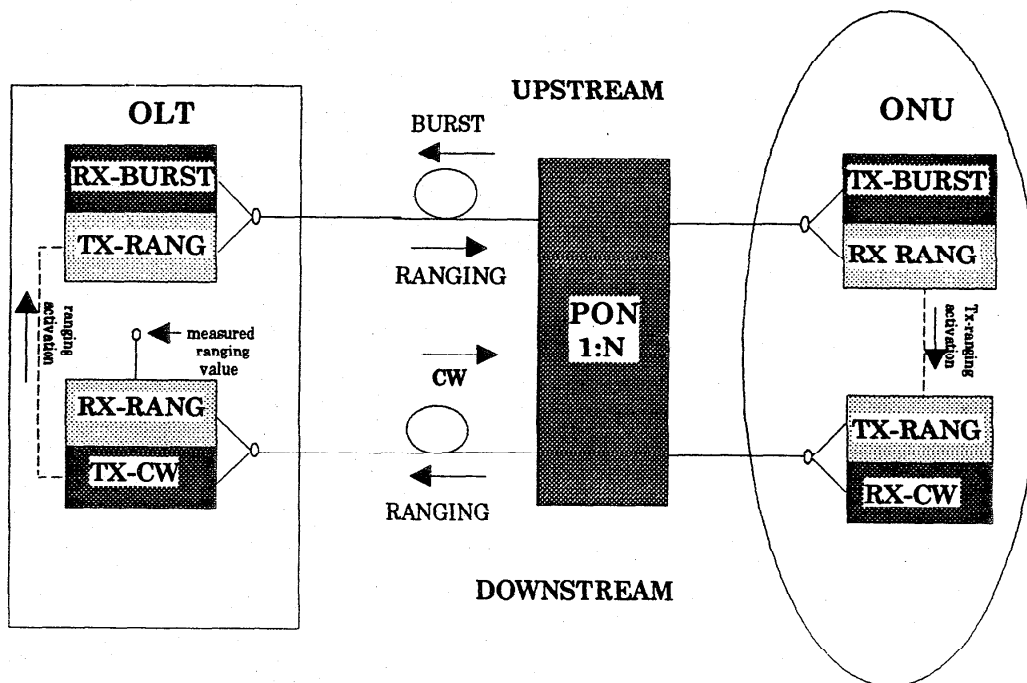 UPSTREAM
OLT
ONU
BURST
RX-BURST
TX-BURST
TX-RANG
RX RANG
RANGING
ranging
activation
Tx-ranging
activation
PON
1:N
measured
ranging
value
CW
RX-RANG
TX-RANG
TX-CW
RX-CW
RANGING
DOWNSTREAM